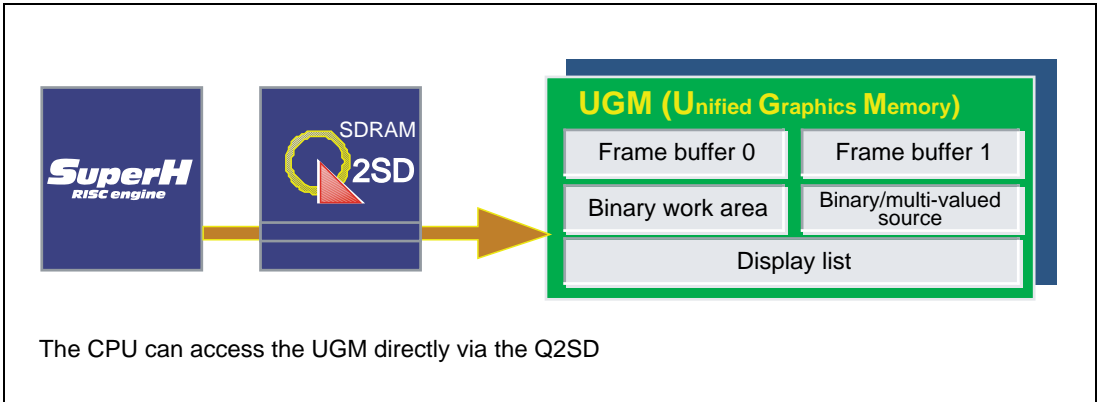 SuperH
RISC engine
SDRAM
Q2SD
UGM (Unified Graphics Memory)
Frame buffer 0
Frame buffer 1
Binary work area
Binary/multi-valued
source
Display list
The CPU can access the UGM directly via the Q2SD